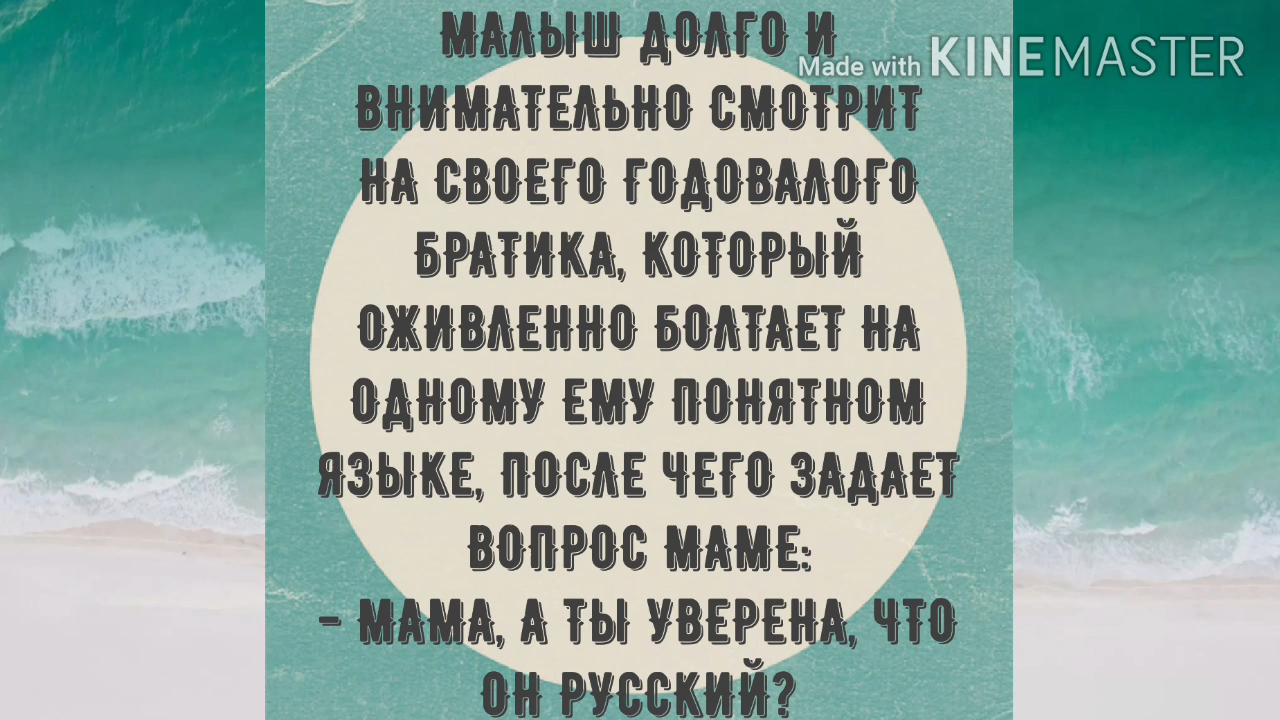 МАЛЫШ ДОЛГО И
Made with KINEMASTER
ВНИМАТЕЛЬНО СМОТРИТ
НА СВОЕГО ГОДОВАЛОГО
БРАТИКА, КОТОРЫЙ
ОЖИВЛЕННО БОЛТАЕТ НА
ОДНОМУ ЕМУ ПОНЯТНОМ
ЯЗЫКЕ, ПОСЛЕ ЧЕГО ЗАДАЕТ
ВОПРОС МАМЕ:
- МАМА, А ТЫ УВЕРЕНА, ЧТО
ОН РУССКИЙ?